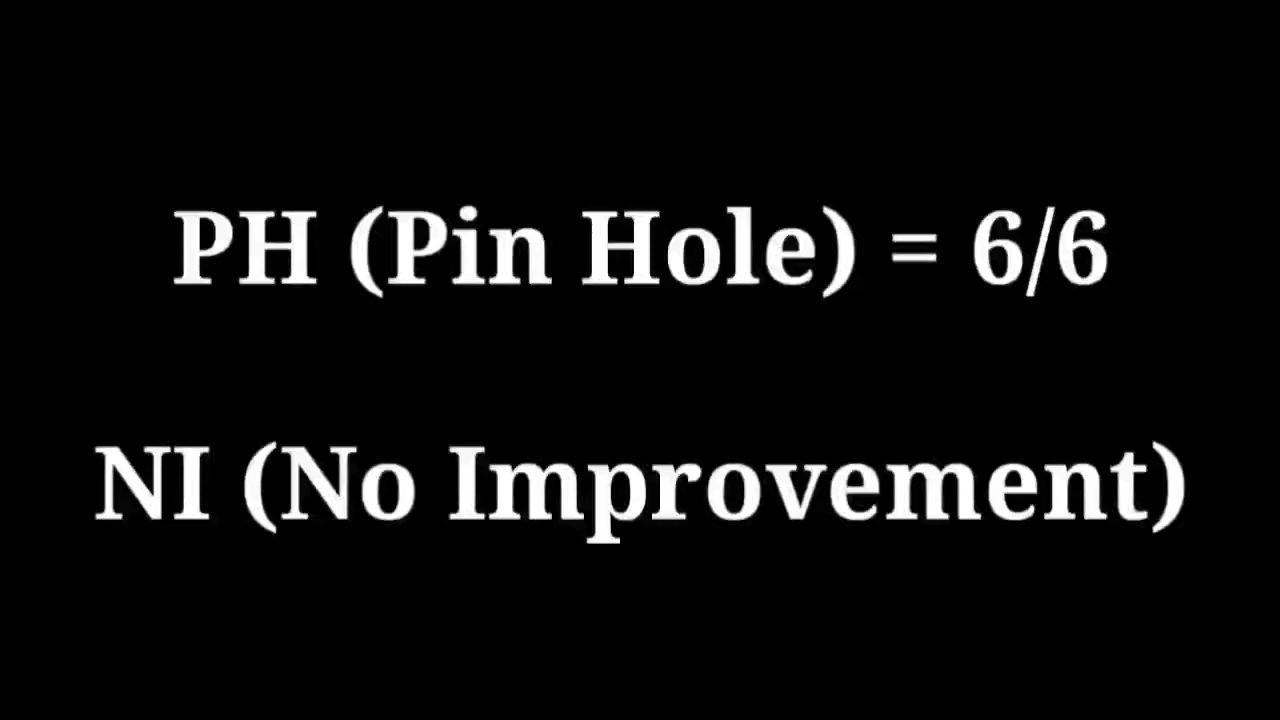 PH (Pin Hole) = 6/6
NI (No Improvement)